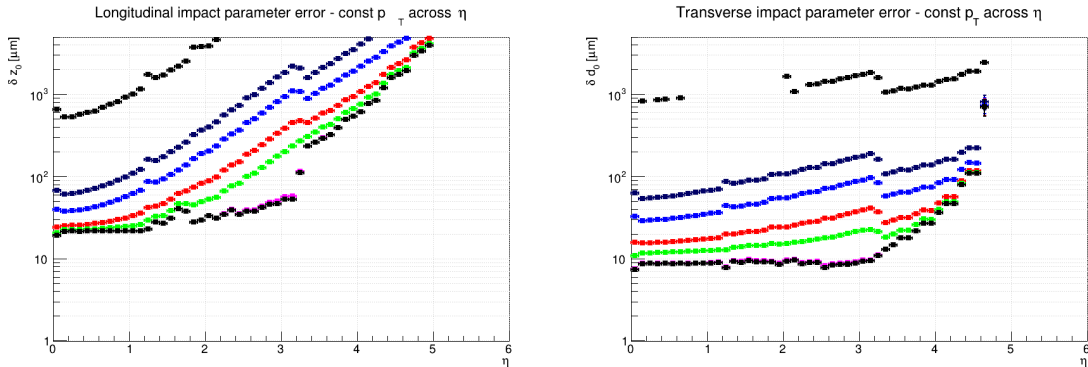 Longitudinal impact parameter error - const p T across η
δ z0 [μm]
10³
10²
10
1
0 1 2 3 4 5 6
η
Transverse impact parameter error - const pT across η
δ d0 [μm]
10³
10²
10
1
0 1 2 3 4 5 6
η